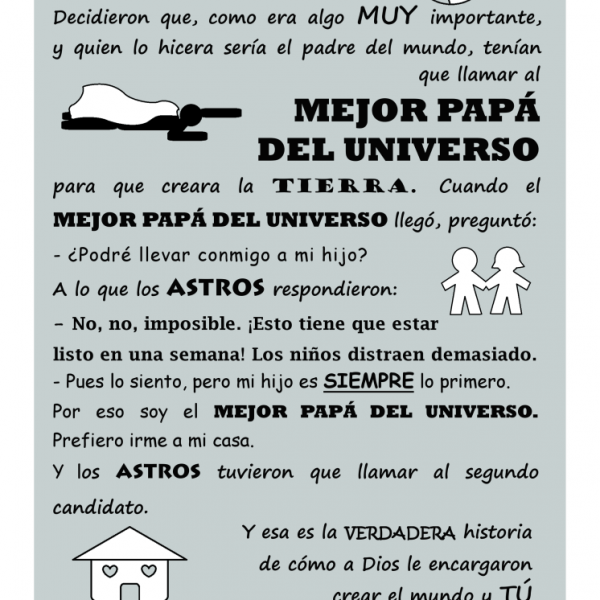 Decidieron que, como era algo MUY importante,
y quien lo hicera sería el padre del mundo, tenían
que llamar al
MEJOR PAPÁ
DEL UNIVERSO
para que creara la TIERRA. Cuando el
MEJOR PAPÁ DEL UNIVERSO llegó, preguntó:
- ¿Podré llevar conmigo a mi hijo?
A lo que los ASTROS respondieron:
– No, no, imposible. ¡Esto tiene que estar
listo en una semana! Los niños distraen demasiado.
- Pues lo siento, pero mi hijo es SIEMPRE lo primero.
Por eso soy el MEJOR PAPÁ DEL UNIVERSO.
Prefiero irme a mi casa.
Y los ASTROS tuvieron que llamar al segundo
candidato.
Y esa es la VERDADERA historia
de cómo a Dios le encargaron
crear el mundo y TÚ